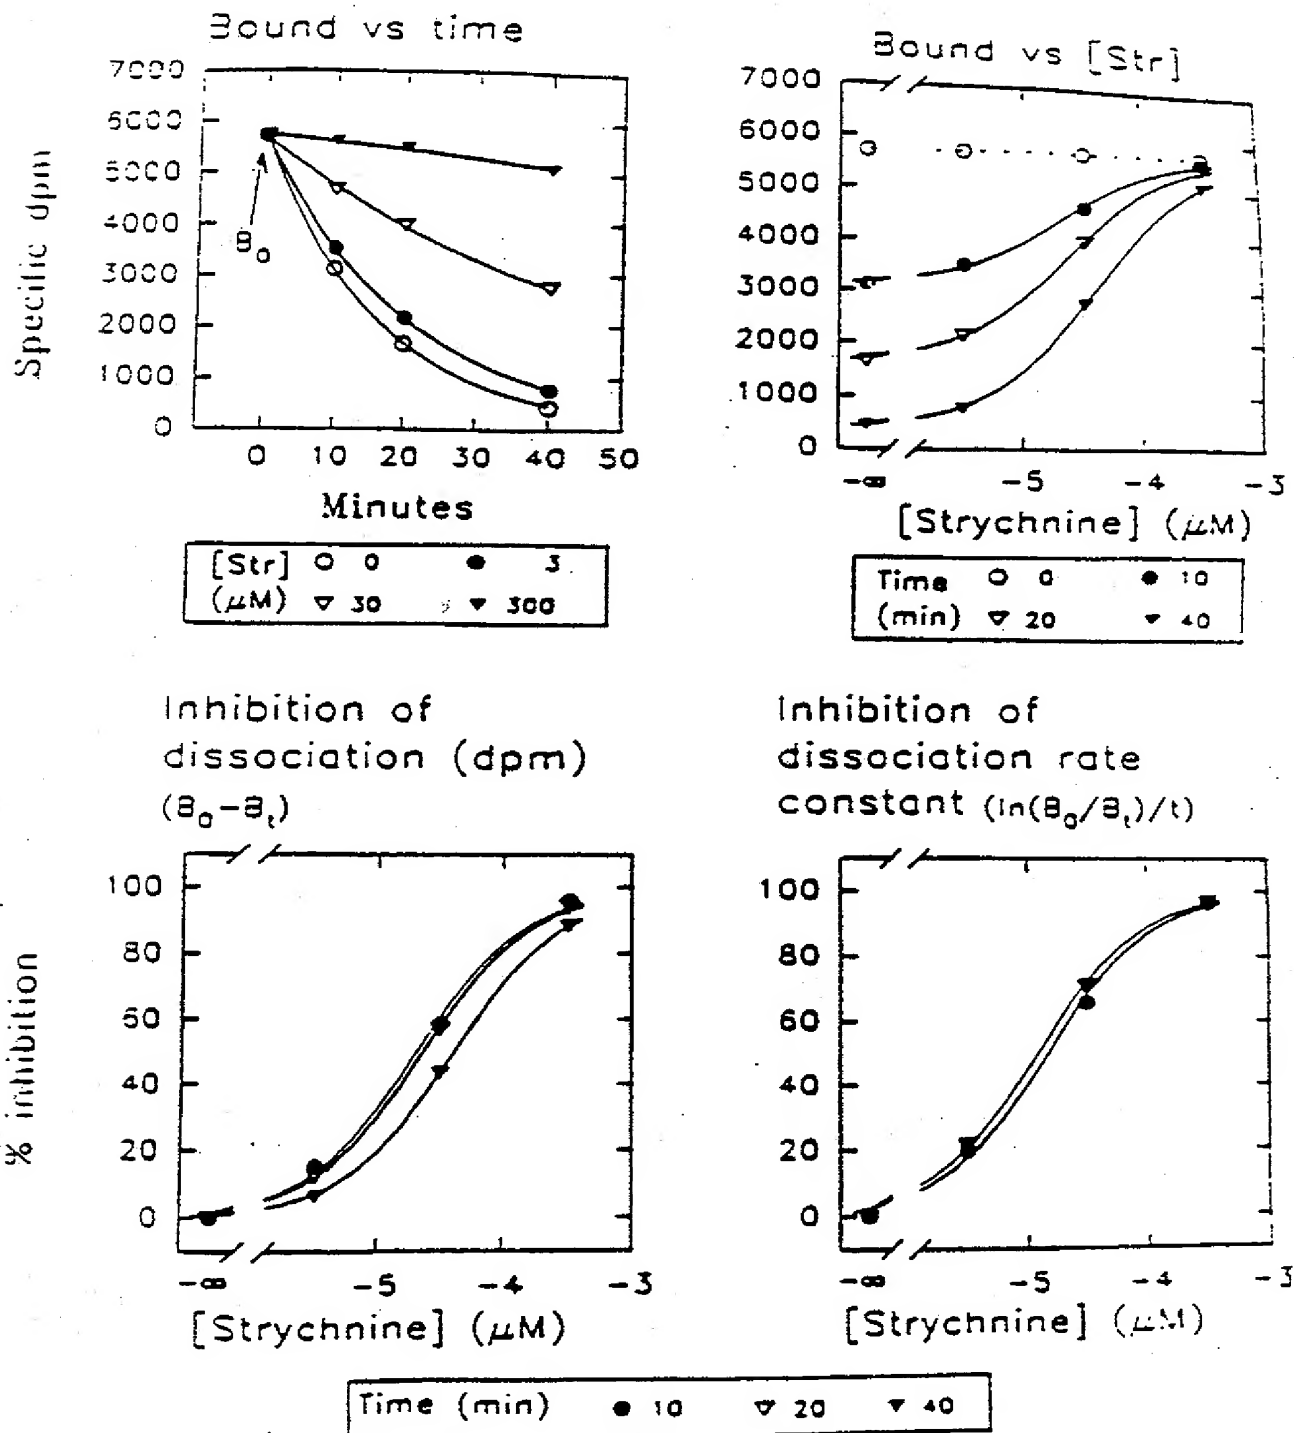 Bound vs time
7000
6000
5000
4000
3000
2000
1000
0
B0
Specific dpm
0 10 20 30 40 50
Minutes
[Str] ○ 0 ● 3
(μM) ▽ 30 ▼ 300
Bound vs [Str]
7000
6000
5000
4000
3000
2000
1000
0
-∞ -5 -4 -3
[Strychnine] (μM)
Time ○ 0 ● 10
(min) ▽ 20 ▼ 40
Inhibition of
dissociation (dpm)
(B0-Bt)
100
80
60
40
20
0
% inhibition
-∞ -5 -4 -3
[Strychnine] (μM)
Inhibition of
dissociation rate
constant (ln(B0/Bt)/t)
100
80
60
40
20
0
-∞ -5 -4 -3
[Strychnine] (μM)
Time (min) ● 10 ▽ 20 ▼ 40